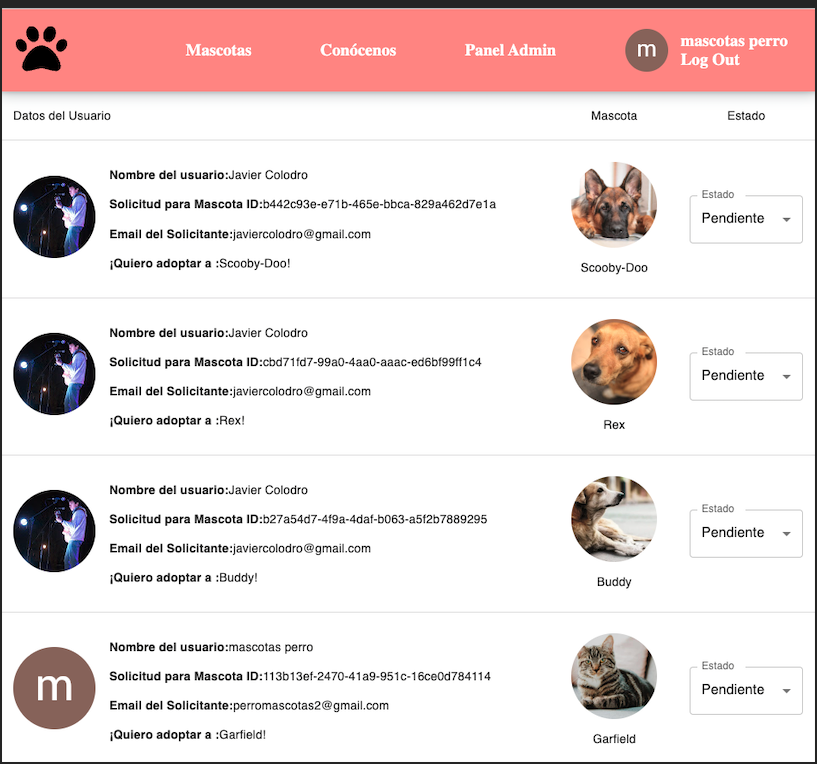 Mascotas
Conócenos
Panel Admin
m
mascotas perro
Log Out
Datos del Usuario
Mascota
Estado
Nombre del usuario:Javier Colodro
Solicitud para Mascota ID:b442c93e-e71b-465e-bbca-829a462d7e1a
Email del Solicitante:javiercolodro@gmail.com
¡Quiero adoptar a :Scooby-Doo!
Scooby-Doo
Estado
Pendiente
Nombre del usuario:Javier Colodro
Solicitud para Mascota ID:cbd71fd7-99a0-4aa0-aaac-ed6bf99ff1c4
Email del Solicitante:javiercolodro@gmail.com
¡Quiero adoptar a :Rex!
Rex
Estado
Pendiente
Nombre del usuario:Javier Colodro
Solicitud para Mascota ID:b27a54d7-4f9a-4daf-b063-a5f2b7889295
Email del Solicitante:javiercolodro@gmail.com
¡Quiero adoptar a :Buddy!
Buddy
Estado
Pendiente
m
Nombre del usuario:mascotas perro
Solicitud para Mascota ID:113b13ef-2470-41a9-951c-16ce0d784114
Email del Solicitante:perromascotas2@gmail.com
¡Quiero adoptar a :Garfield!
Garfield
Estado
Pendiente